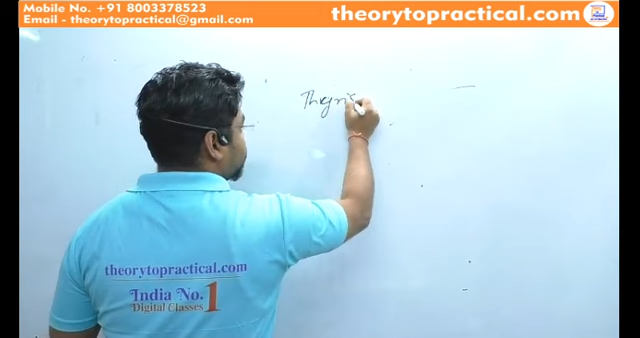 Mobile No. +91 8003378523
Email - theorytopractical@gmail.com
theorytopractical.com
theorytopractical.com
India No. 1
Digital Classes